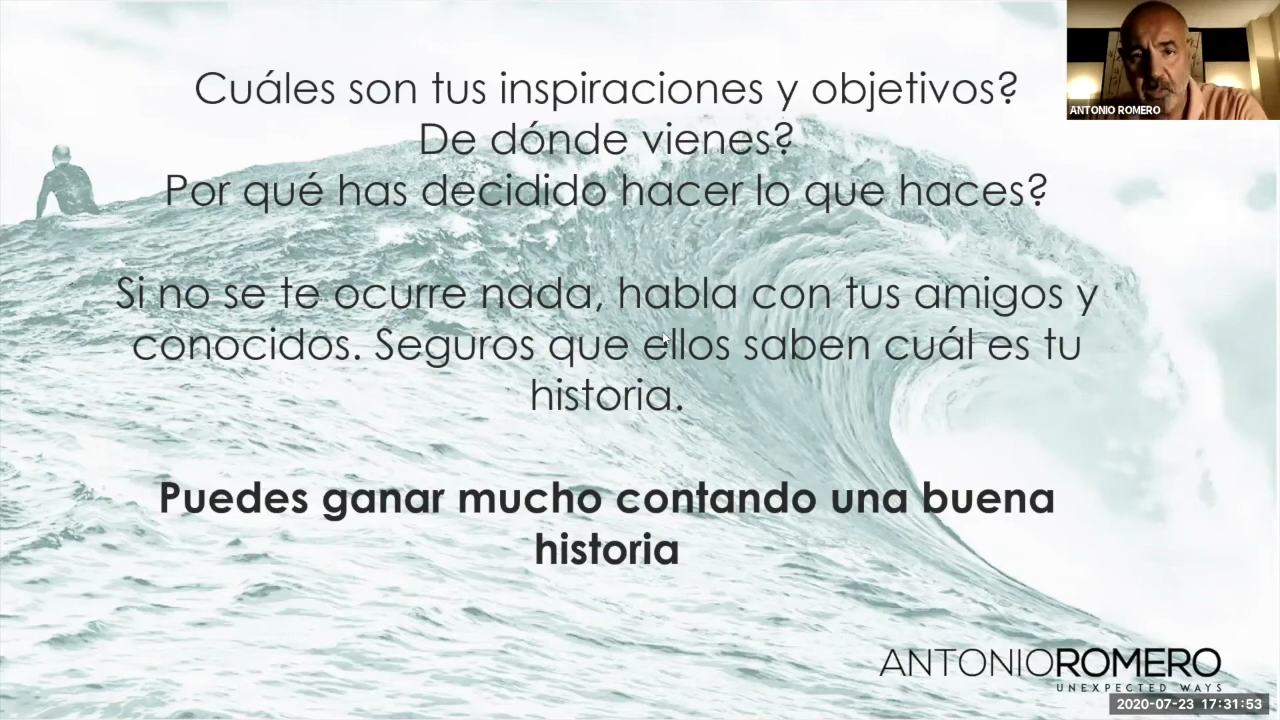 Cuáles son tus inspiraciones y objetivos?
ANTONIO ROMERO
De dónde vienes?
Por qué has decidido hacer lo que haces?
Si no se te ocurre nada, habla con tus amigos y
conocidos. Seguros que ellos saben cuál es tu
historia.
Puedes ganar mucho contando una buena
historia
ANTONIOROMERO
UNEXPECTED WAYS
2020-07-23 17:31:53